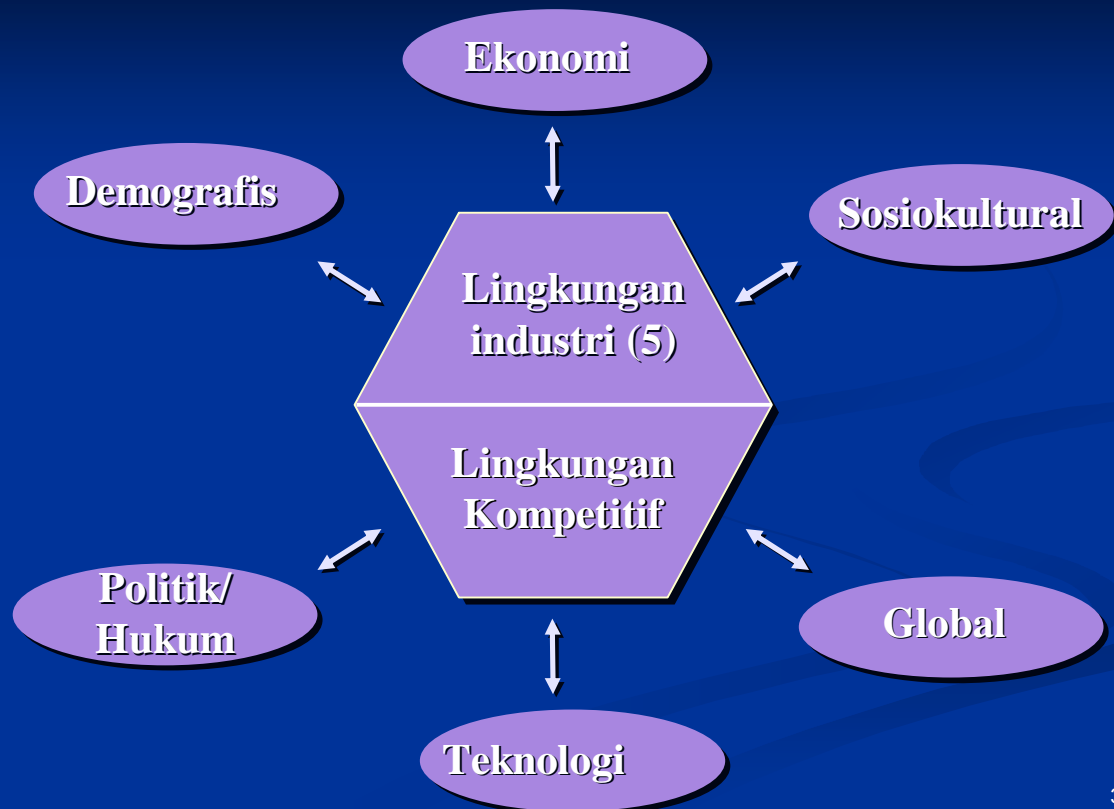 Ekonomi
Demografis
Sosiokultural
Lingkungan
industri (5)
Lingkungan
Kompetitif
Politik/
Hukum
Global
Teknologi